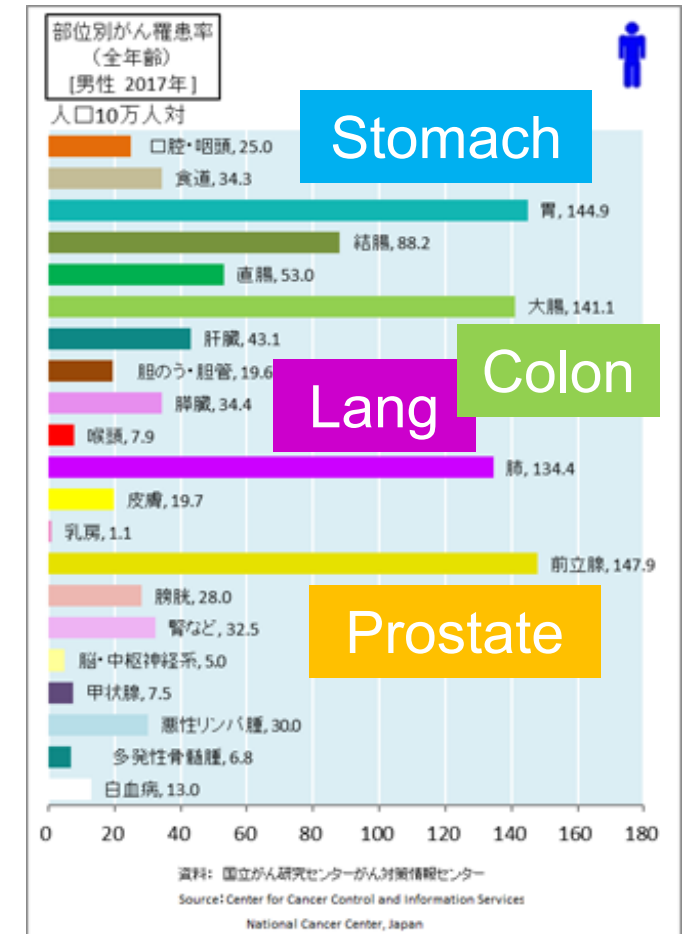 部位別がん罹患率
(全年齢)
[男性 2017年]
人口10万人対
Stomach
口腔・咽頭, 25.0
食道, 34.3
胃, 144.9
結腸, 88.2
直腸, 53.0
大腸, 141.1
肝臓, 43.1
Colon
胆のう・胆管, 19.6
Lang
膵臓, 34.4
喉頭, 7.9
肺, 134.4
皮膚, 19.7
乳房, 1.1
前立腺, 147.9
膀胱, 28.0
Prostate
腎など, 32.5
脳・中枢神経系, 5.0
甲状腺, 7.5
悪性リンパ腫, 30.0
多発性骨髄腫, 6.8
白血病, 13.0
0 20 40 60 80 100 120 140 160 180
資料: 国立がん研究センターがん対策情報センター
Source: Center for Cancer Control and Information Services
National Cancer Center, Japan